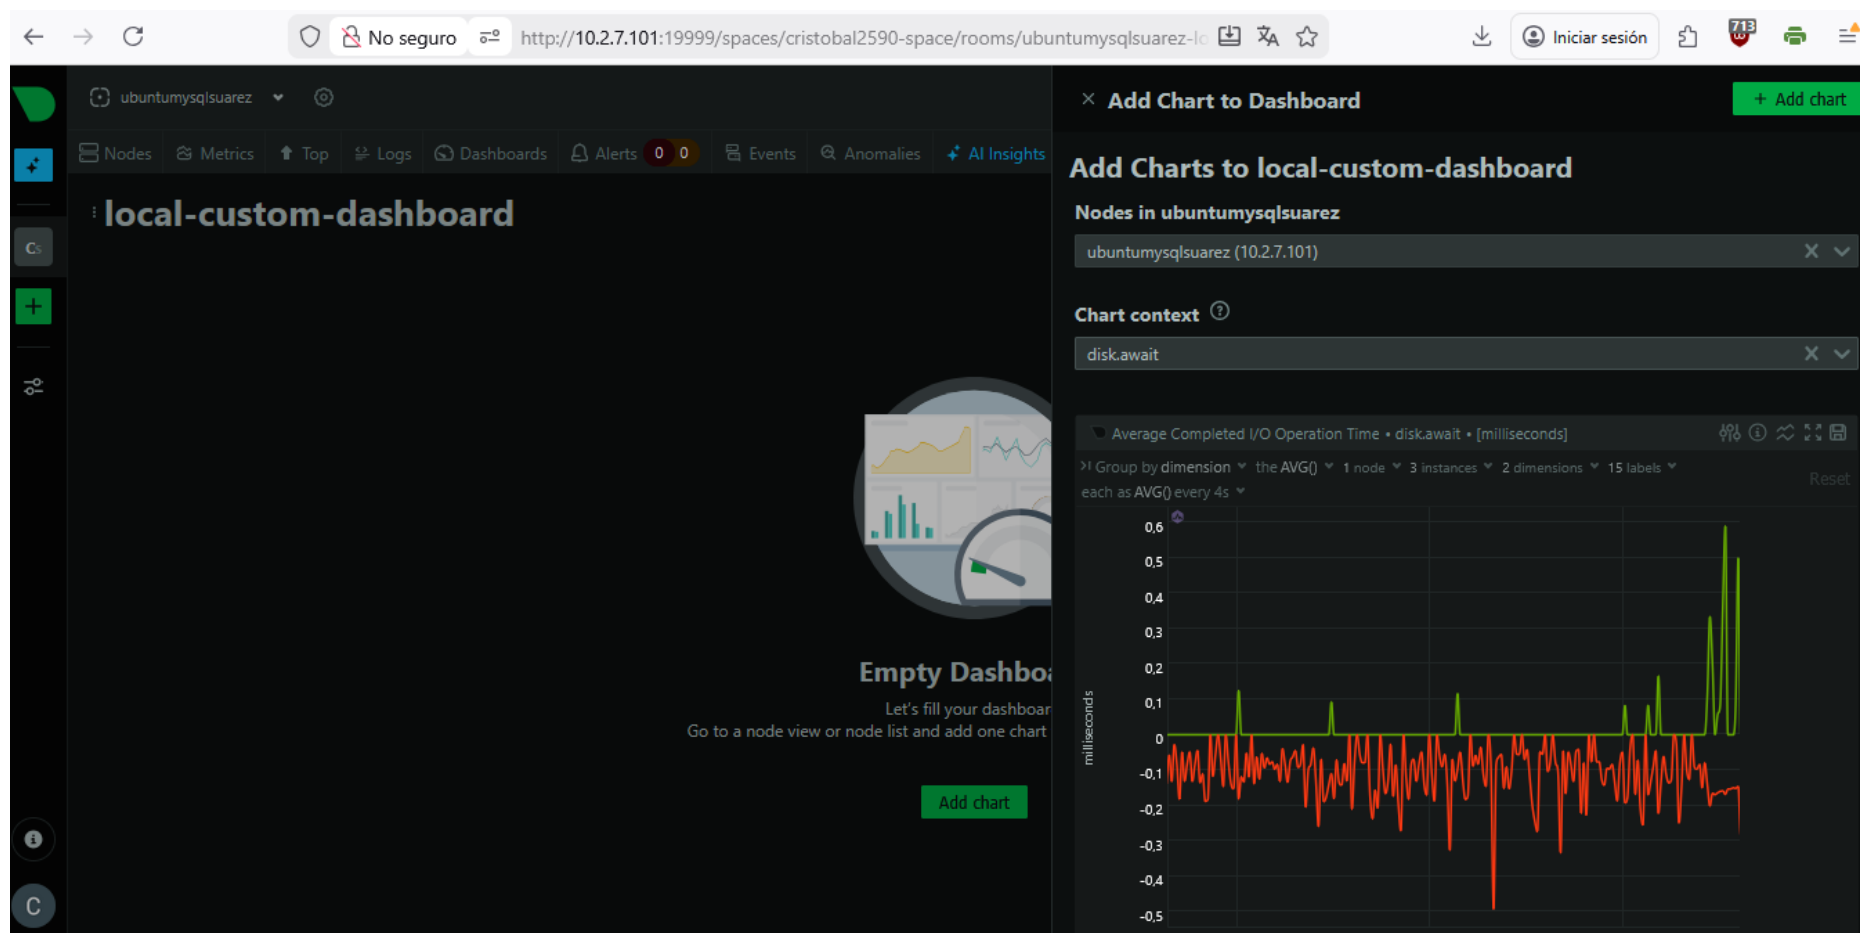 No seguro
http://10.2.7.101:19999/spaces/cristobal2590-space/rooms/ubuntumysqlsuarez-lo
Iniciar sesión
713
ubuntumysqlsuarez
Nodes
Metrics
Top
Logs
Dashboards
Alerts 0 0
Events
Anomalies
AI Insights
Cs
local-custom-dashboard
Empty Dashboa
Let's fill your dashboar
Go to a node view or node list and add one chart
Add chart
C
Add Chart to Dashboard
+ Add chart
Add Charts to local-custom-dashboard
Nodes in ubuntumysqlsuarez
ubuntumysqlsuarez (10.2.7.101)
Chart context
disk.await
Average Completed I/O Operation Time • disk.await • [milliseconds]
Group by dimension the AVG() 1 node 3 instances 2 dimensions 15 labels
each as AVG() every 4s
Reset
0,6
0,5
0,4
0,3
0,2
0,1
0
-0,1
-0,2
-0,3
-0,4
-0,5
milliseconds